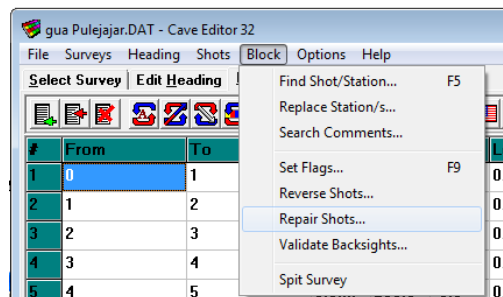 gua Pulejajar.DAT - Cave Editor 32
File Surveys Heading Shots Block Options Help
Select Survey Edit Heading
Find Shot/Station... F5
Replace Station/s...
Search Comments...
Set Flags... F9
Reverse Shots...
Repair Shots...
Validate Backsights...
Spit Survey
# From To L
1 0 1 0
2 1 2 0
3 2 3 0
4 3 4 0
5 4 5 0